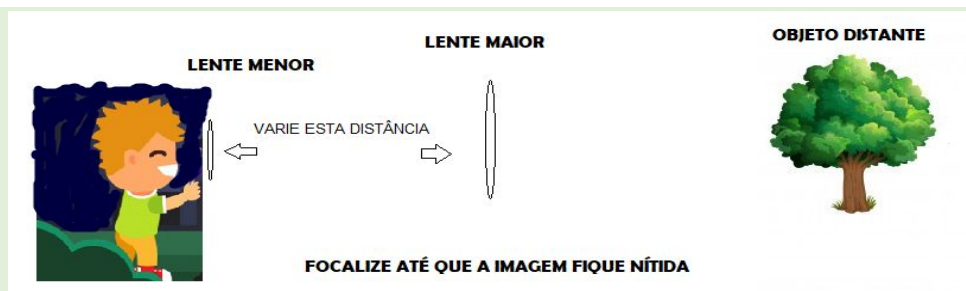 OBJETO DISTANTE
LENTE MAIOR
LENTE MENOR
VARIE ESTA DISTÂNCIA
FOCALIZE ATÉ QUE A IMAGEM FIQUE NÍTIDA